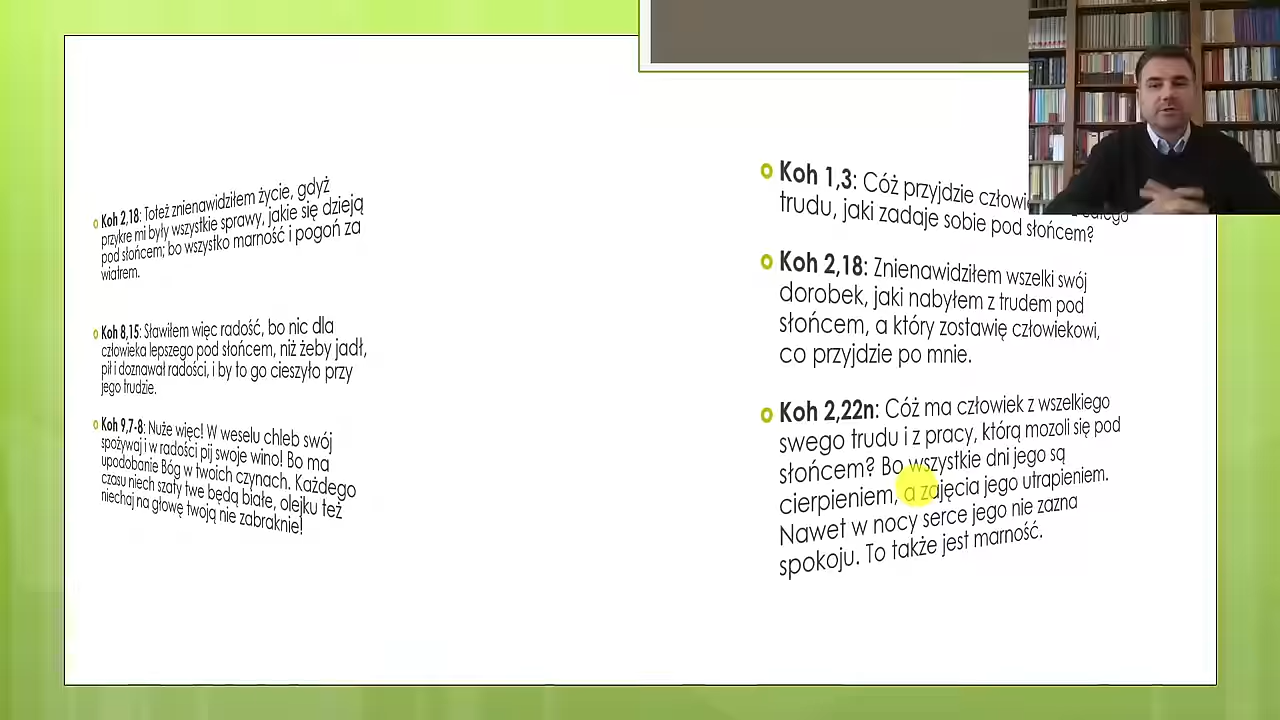 Koh 2,18: Toteż znienawidziłem życie, gdyż
przykre mi były wszystkie sprawy, jakie się dzieją
pod słońcem; bo wszystko marność i pogoń za
wiatrem.
Koh 8,15: Sławiłem więc radość, bo nic dla
człowieka lepszego pod słońcem, niż żeby jadł,
pił i doznawał radości, i by to go cieszyło przy
jego trudzie.
Koh 9,7-8: Nuże więc! W weselu chleb swój
spożywaj i w radości pij swoje wino! Bo ma
upodobanie Bóg w twoich czynach. Każdego
czasu niech szaty twe będą białe, olejku też
niechaj na głowę twoją nie zabraknie!
Koh 1,3: Cóż przyjdzie
trudu, jaki zadaje sobie pod słońcem?
Koh 2,18: Znienawidziłem wszelki swój
dorobek, jaki nabyłem z trudem pod
słońcem, a który zostawię człowiekowi,
co przyjdzie po mnie.
Koh 2,22n: Cóż ma człowiek z wszelkiego
swego trudu i z pracy, którą mozoli się pod
słońcem? Bo wszystkie dni jego są
cierpieniem, a zajęcia jego utrapieniem.
Nawet w nocy serce jego nie zazna
spokoju. To także jest marność.